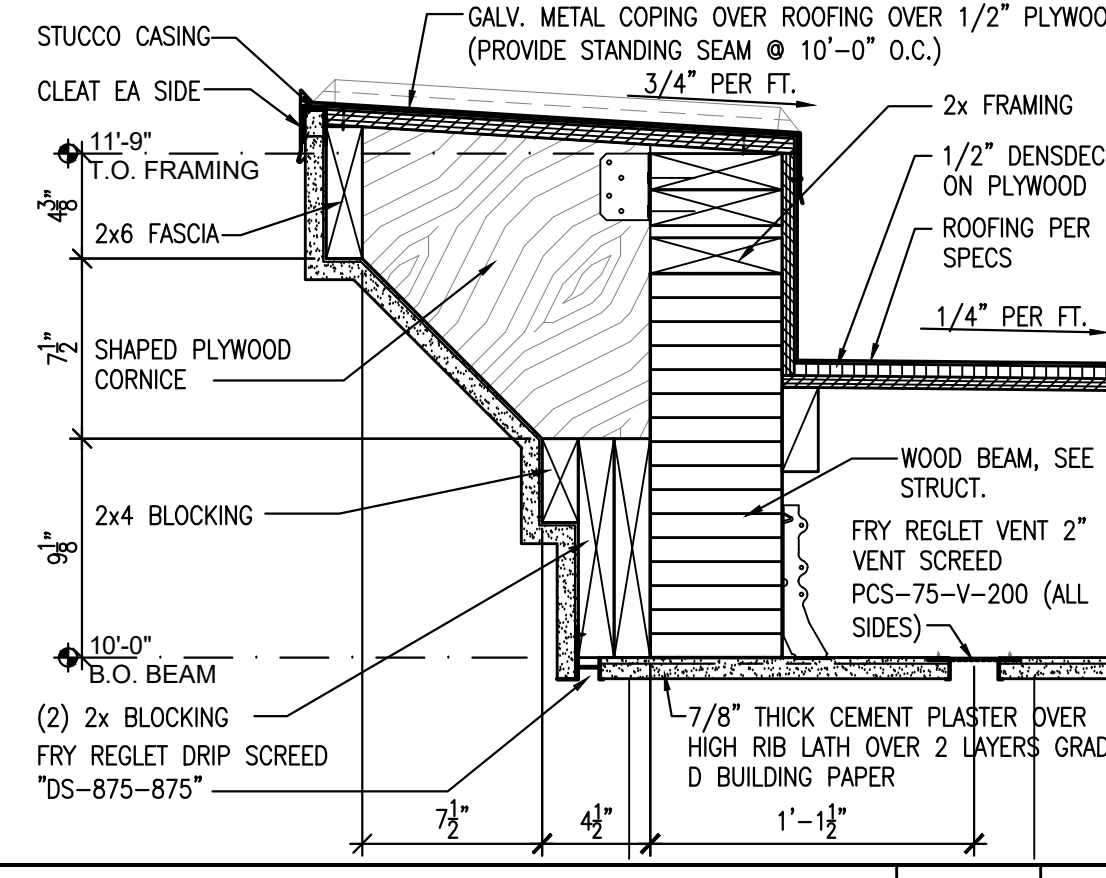 GALV. METAL COPING OVER ROOFING OVER 1/2” PLYWOO
(PROVIDE STANDING SEAM @ 10’-0” O.C.)
3/4” PER FT.
STUCCO CASING
CLEAT EA SIDE
11'-9"
T.O. FRAMING
4 3/8”
2x6 FASCIA
7 1/2”
SHAPED PLYWOOD
CORNICE
2x4 BLOCKING
9 1/8”
10'-0"
B.O. BEAM
(2) 2x BLOCKING
FRY REGLET DRIP SCREED
"DS-875-875"
2x FRAMING
1/2” DENSDEC
ON PLYWOOD
ROOFING PER
SPECS
1/4” PER FT.
WOOD BEAM, SEE
STRUCT.
FRY REGLET VENT 2”
VENT SCREED
PCS-75-V-200 (ALL
SIDES)
7/8” THICK CEMENT PLASTER OVER
HIGH RIB LATH OVER 2 LAYERS GRAD
D BUILDING PAPER
7 1/2”
4 1/2”
1’-1 1/2”